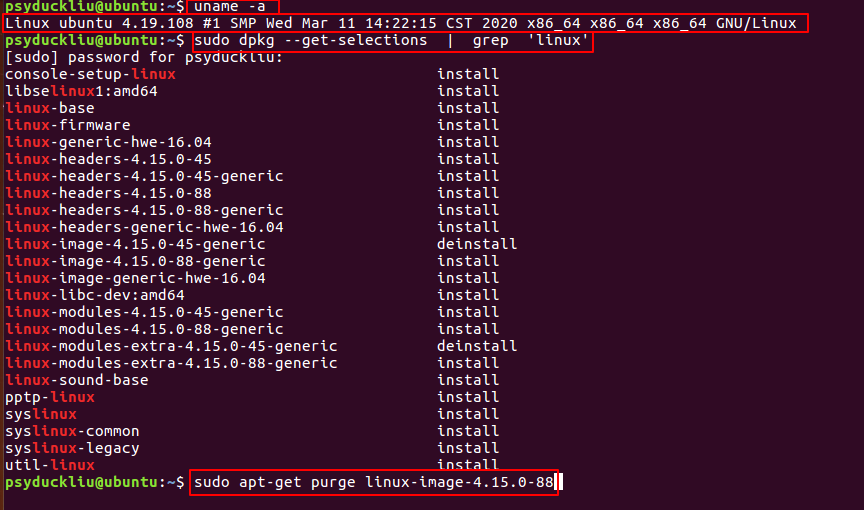 psyduckliu@ubuntu:~$ uname -a
Linux ubuntu 4.19.108 #1 SMP Wed Mar 11 14:22:15 CST 2020 x86_64 x86_64 x86_64 GNU/Linux
psyduckliu@ubuntu:~$ sudo dpkg --get-selections  |  grep  'linux'
[sudo] password for psyduckliu:
console-setup-linux install
libselinux1:amd64 install
linux-base install
linux-firmware install
linux-generic-hwe-16.04 install
linux-headers-4.15.0-45 install
linux-headers-4.15.0-45-generic install
linux-headers-4.15.0-88 install
linux-headers-4.15.0-88-generic install
linux-headers-generic-hwe-16.04 install
linux-image-4.15.0-45-generic deinstall
linux-image-4.15.0-88-generic install
linux-image-generic-hwe-16.04 install
linux-libc-dev:amd64 install
linux-modules-4.15.0-45-generic install
linux-modules-4.15.0-88-generic install
linux-modules-extra-4.15.0-45-generic deinstall
linux-modules-extra-4.15.0-88-generic install
linux-sound-base install
pptp-linux install
syslinux install
syslinux-common install
syslinux-legacy install
util-linux install
psyduckliu@ubuntu:~$ sudo apt-get purge linux-image-4.15.0-88